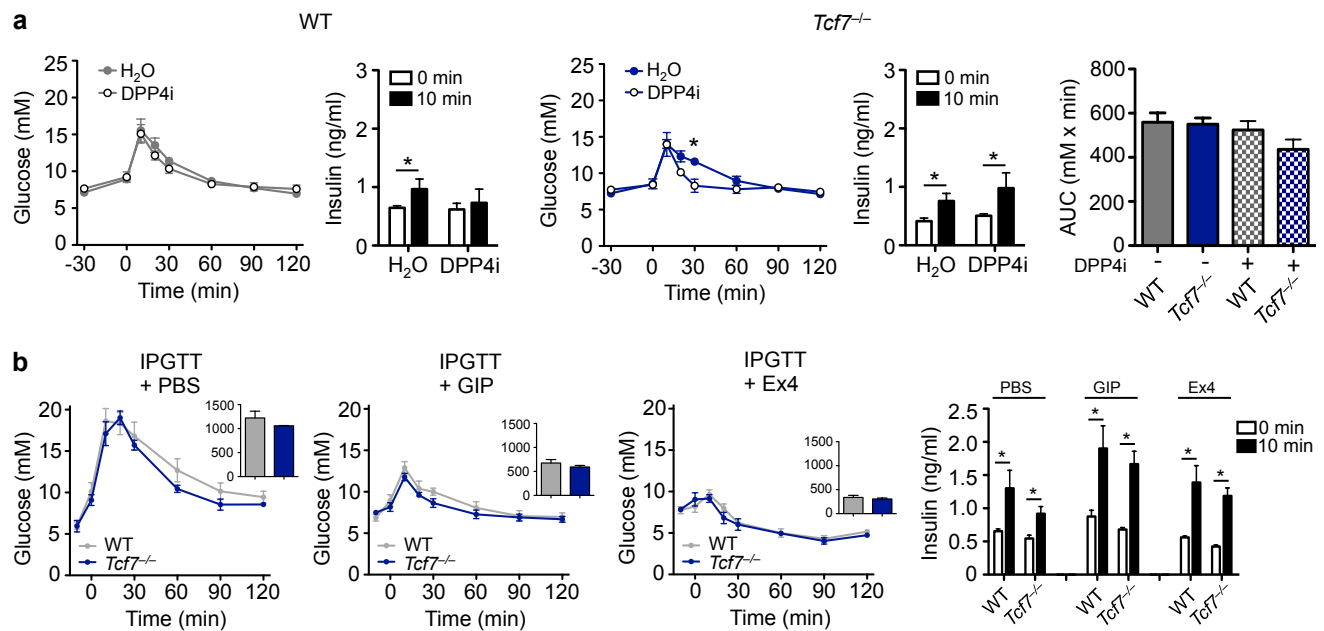 a
WT
Tcf7–/–
25
20
15
10
5
0
Glucose (mM)
H2O
DPP4i
-30 0 30 60 90 120
Time (min)
3
2
1
0
Insulin (ng/ml)
0 min
10 min
*
H2O DPP4i
25
20
15
10
5
0
Glucose (mM)
H2O
DPP4i
*
-30 0 30 60 90 120
Time (min)
3
2
1
0
Insulin (ng/ml)
0 min
10 min
* *
H2O DPP4i
800
600
400
200
0
AUC (mM x min)
DPP4i - - + +
WT Tcf7–/– WT Tcf7–/–
b
IPGTT
+ PBS
20
15
10
5
0
Glucose (mM)
1500
1000
500
0
WT
Tcf7–/–
0 30 60 90 120
Time (min)
IPGTT
+ GIP
20
15
10
5
0
Glucose (mM)
1500
1000
500
0
WT
Tcf7–/–
0 30 60 90 120
Time (min)
IPGTT
+ Ex4
20
15
10
5
0
Glucose (mM)
1500
1000
500
0
WT
Tcf7–/–
0 30 60 90 120
Time (min)
PBS GIP Ex4
2.5
2.0
1.5
1.0
0.5
0.0
Insulin (ng/ml)
0 min
10 min
* * * * * *
WT Tcf7–/– WT Tcf7–/– WT Tcf7–/–